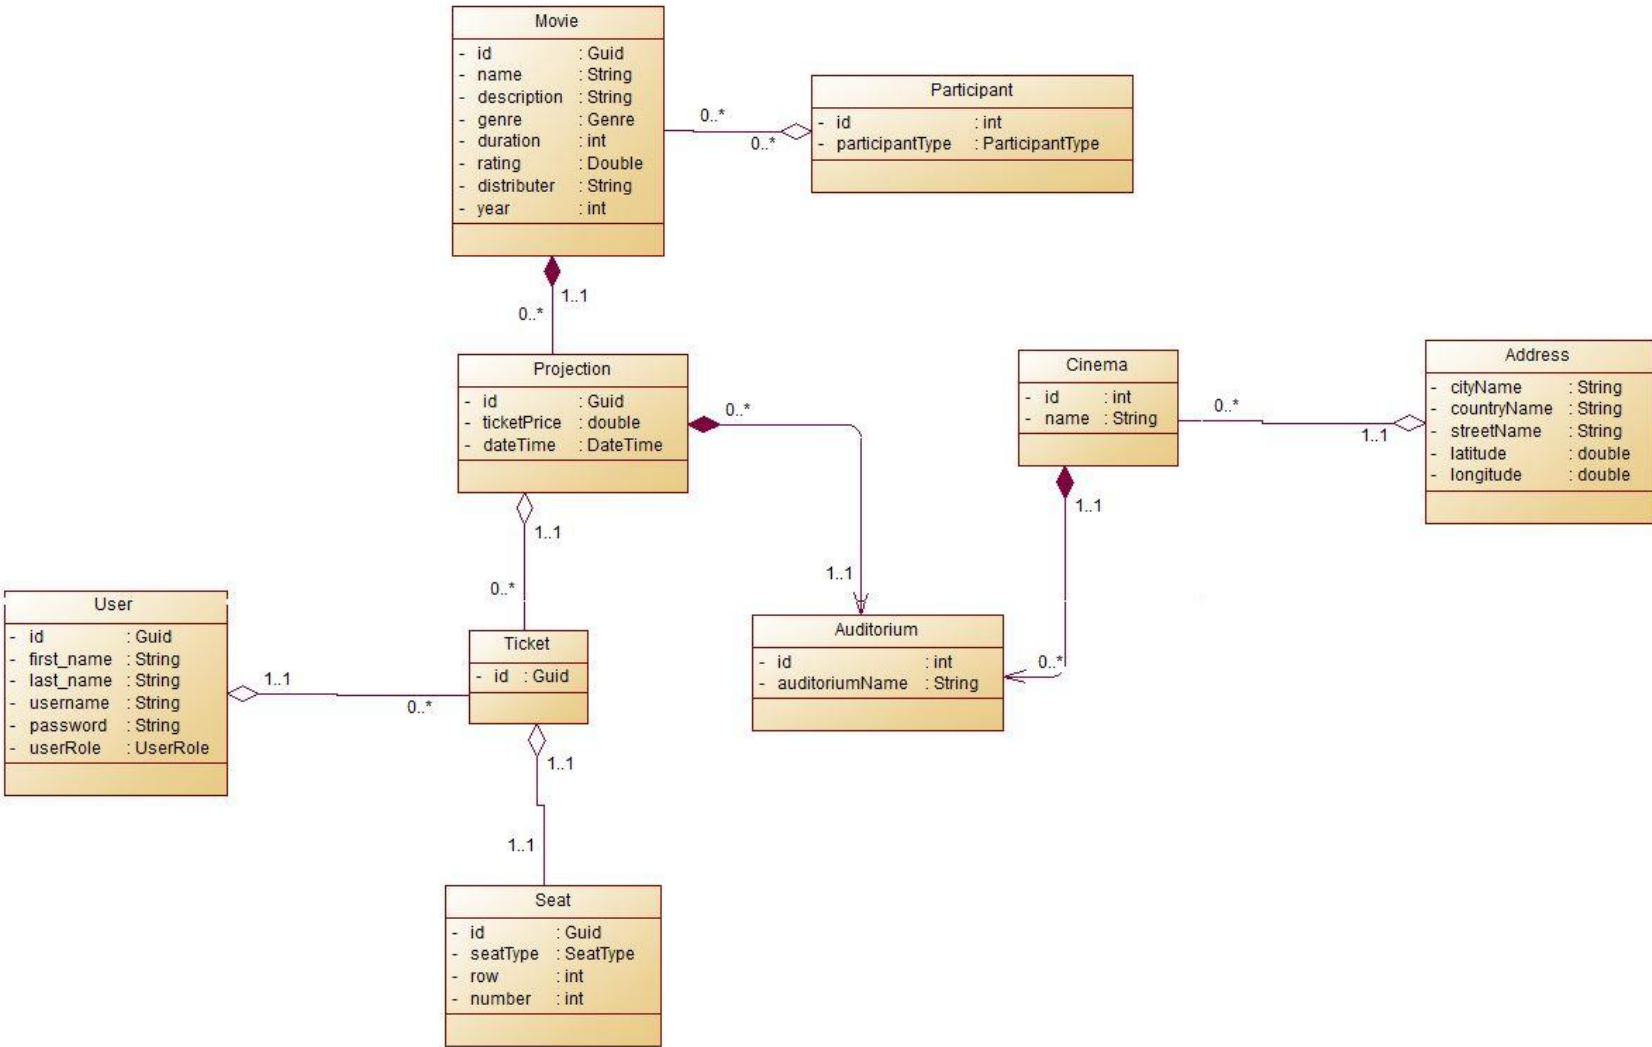 Movie
- id : Guid
- name : String
- description : String
- genre : Genre
- duration : int
- rating : Double
- distributer : String
- year : int
Participant
- id : int
- participantType : ParticipantType
0..*
0..*
1..1
0..*
Projection
- id : Guid
- ticketPrice : double
- dateTime : DateTime
0..*
Cinema
- id : int
- name : String
0..*
1..1
Address
- cityName : String
- countryName : String
- streetName : String
- latitude : double
- longitude : double
1..1
1..1
0..*
1..1
User
- id : Guid
- first_name : String
- last_name : String
- username : String
- password : String
- userRole : UserRole
1..1
0..*
Ticket
- id : Guid
Auditorium
- id : int
- auditoriumName : String
0..*
1..1
1..1
Seat
- id : Guid
- seatType : SeatType
- row : int
- number : int